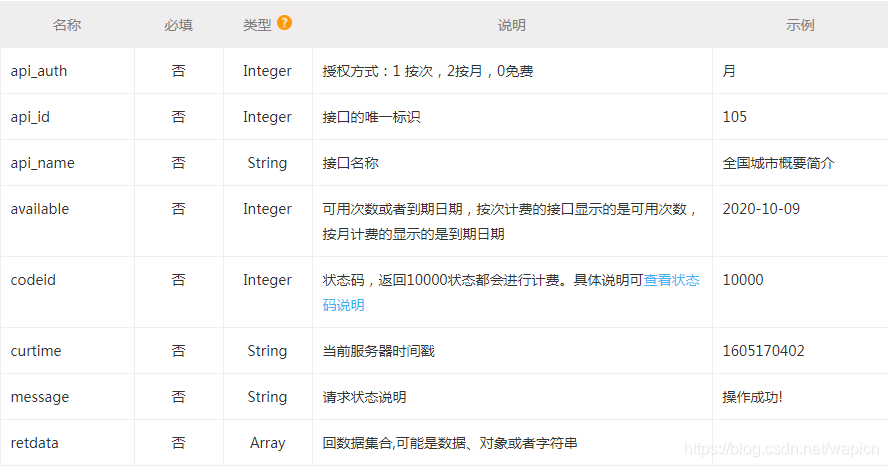 名称 必填 类型 ? 说明 示例
api_auth 否 Integer 授权方式：1 按次，2按月，0免费 月
api_id 否 Integer 接口的唯一标识 105
api_name 否 String 接口名称 全国城市概要简介
available 否 Integer 可用次数或者到期日期，按次计费的接口显示的是可用次数， 2020-10-09
按月计费的显示的是到期日期
codeid 否 Integer 状态码，返回10000状态都会进行计费。具体说明可查看状态 10000
码说明
curtime 否 String 当前服务器时间戳 1605170402
message 否 String 请求状态说明 操作成功!
retdata 否 Array 回数据集合,可能是数据、对象或者字符串
https://blog.csdn.net/wapicn